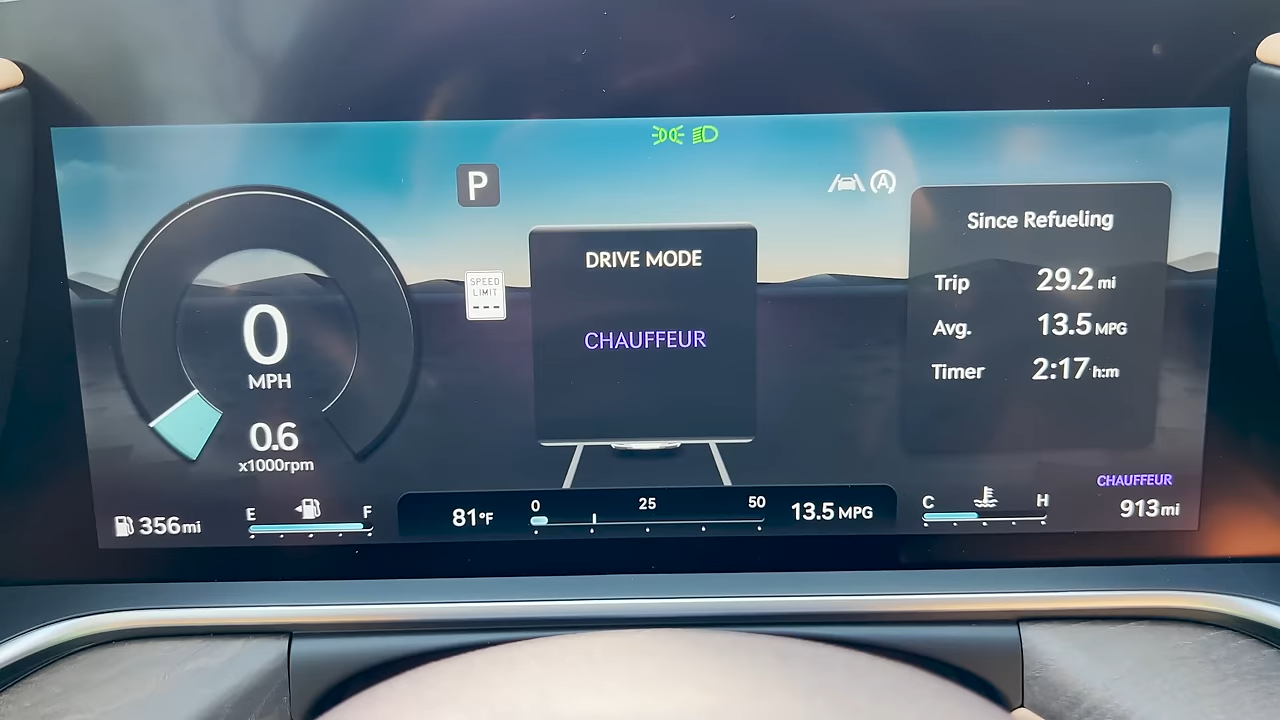 P
A
SPEED
LIMIT
---
DRIVE MODE
CHAUFFEUR
0
MPH
0.6
x1000rpm
Since Refueling
Trip 29.2 mi
Avg. 13.5 MPG
Timer 2:17 h:m
356 mi
E F
81°F
0 25 50
13.5 MPG
C H
CHAUFFEUR
913 mi